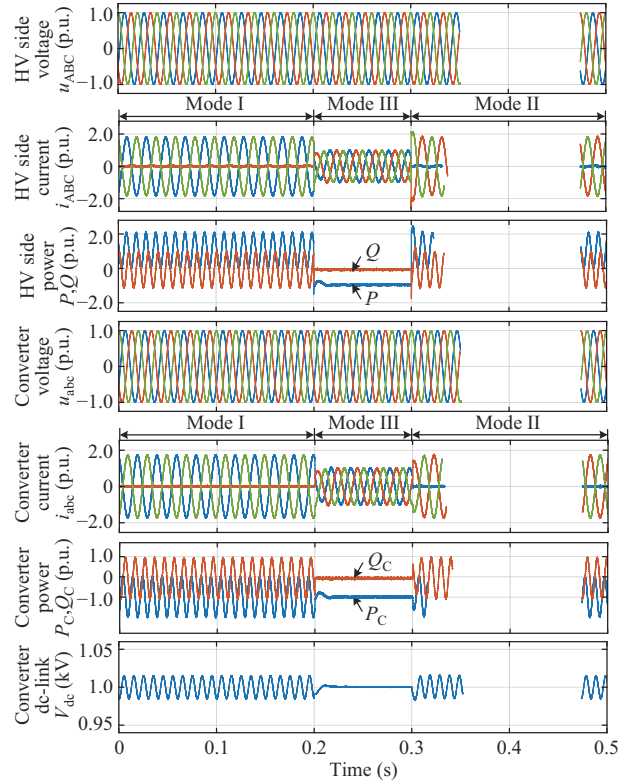 HV side voltage u_ABC (p.u.)
1.0
0
−1.0
Mode I Mode III Mode II
HV side current i_ABC (p.u.)
2.0
0
−2.0
HV side power P,Q (p.u.)
2.0
0
−2.0
Q
P
Converter voltage u_abc (p.u.)
1.0
0
−1.0
Mode I Mode III Mode II
Converter current i_abc (p.u.)
2.0
0
−2.0
Converter power P_C,Q_C (p.u.)
1.0
0
−1.0
Q_C
P_C
Converter dc-link V_dc (kV)
1.05
1.00
0.95
0 0.1 0.2 0.3 0.4 0.5
Time (s)